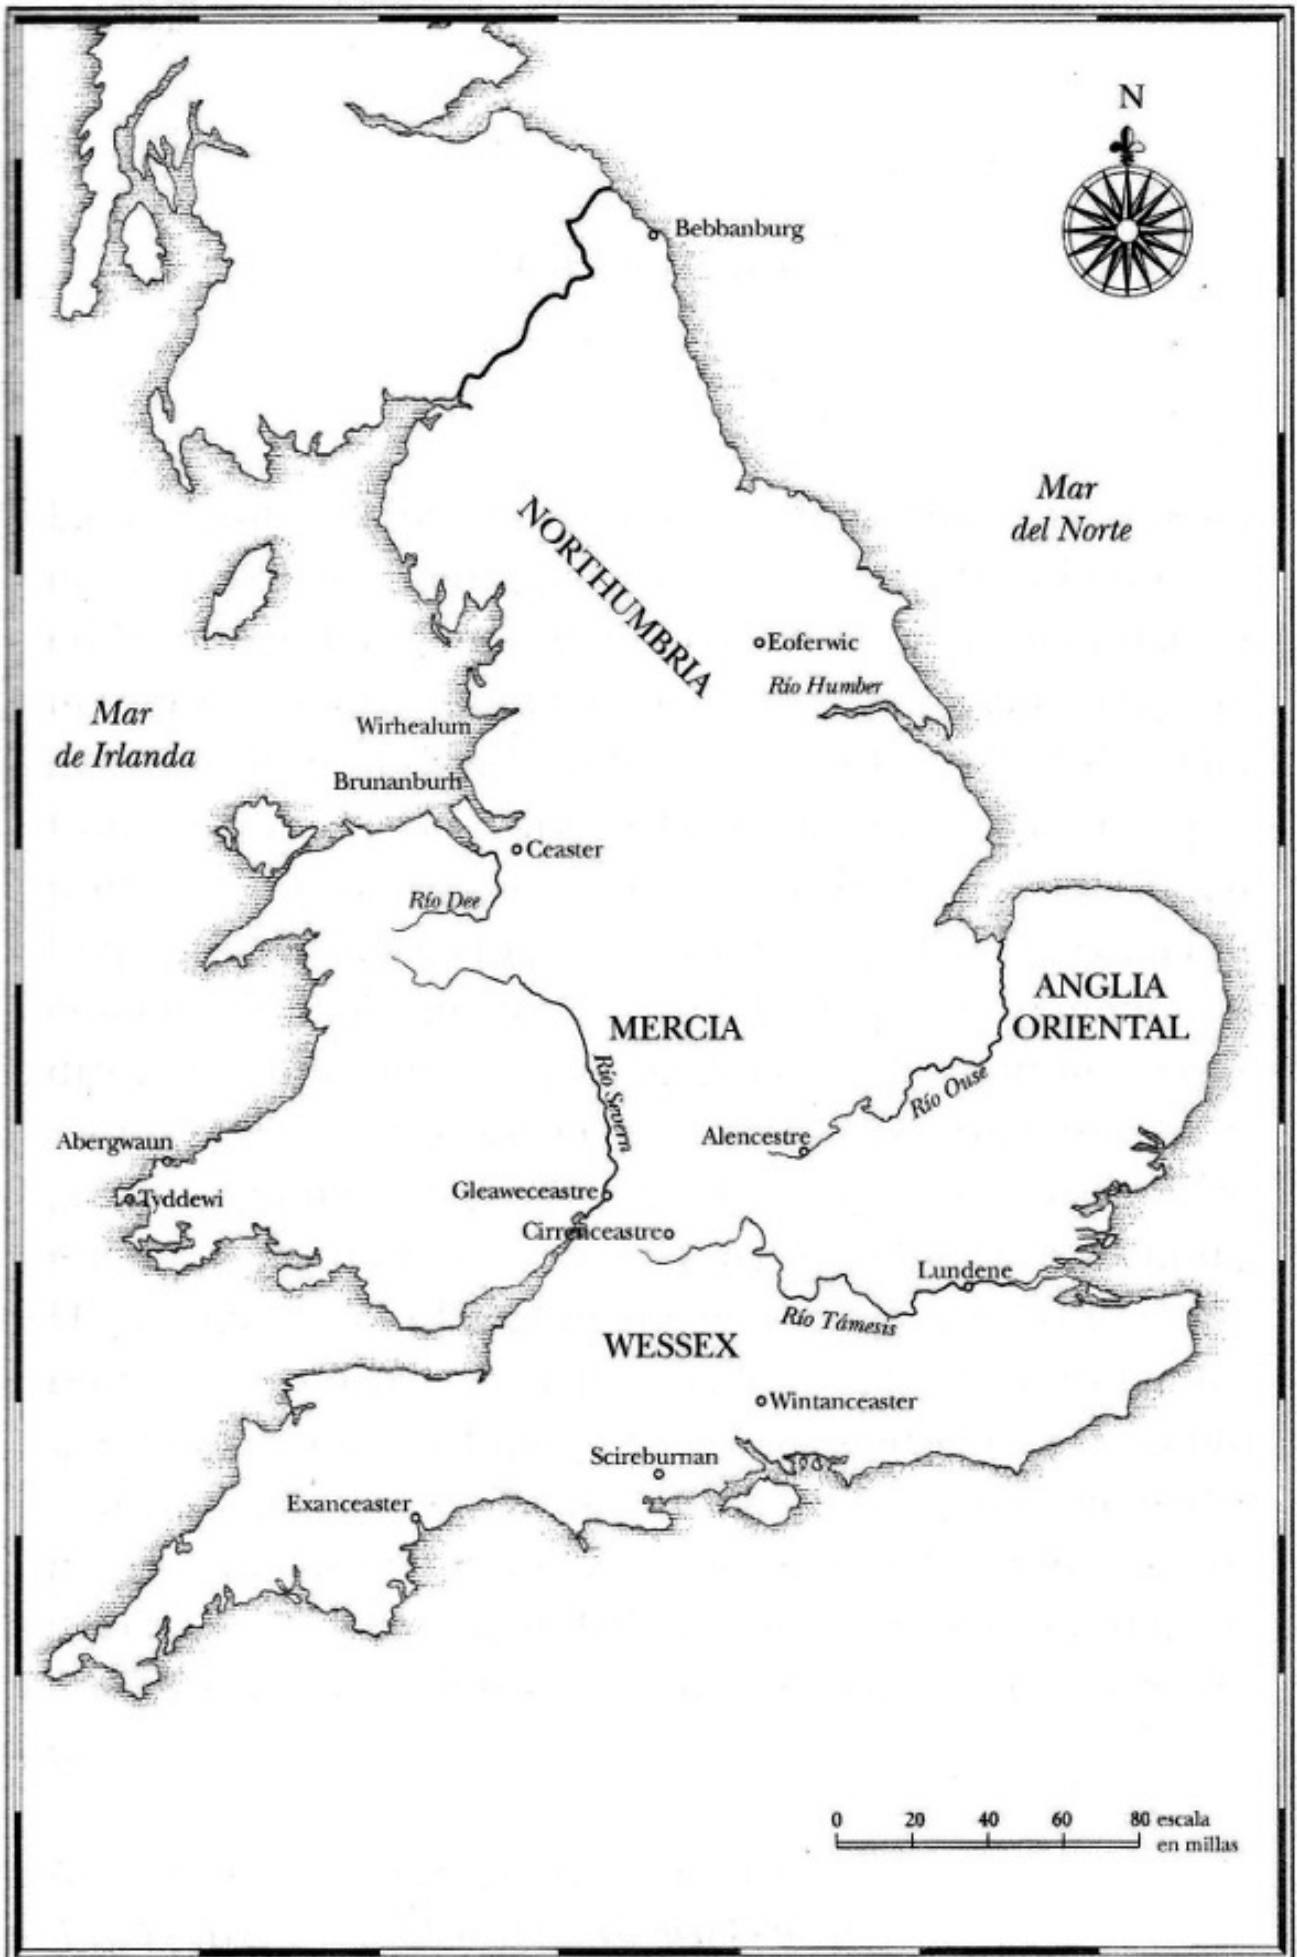 N
Bebbanburg
Mar
del Norte
NORTHUMBRIA
Eoferwic
Río Humber
Mar
de Irlanda
Wirhealum
Brunanburh
Ceaster
Río Dee
ANGLIA
ORIENTAL
MERCIA
Río Severn
Río Ouse
Abergwaun
Alencestre
Tyddewi
Gleaweceastre
Cirrenceastre
Lundene
Río Támesis
WESSEX
Wintanceaster
Scireburnan
Exanceaster
0 20 40 60 80 escala
en millas